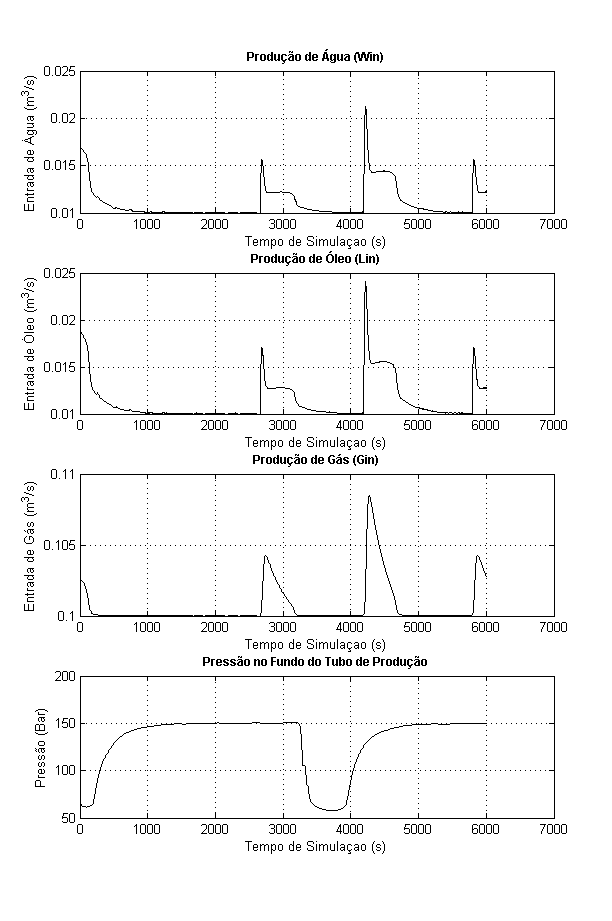 Produção de Água (Win)
0.025
0.02
0.015
0.01
Entrada de Água (m³/s)
0 1000 2000 3000 4000 5000 6000 7000
Tempo de Simulaçao (s)
Produção de Óleo (Lin)
0.025
0.02
0.015
0.01
Entrada de Óleo (m³/s)
0 1000 2000 3000 4000 5000 6000 7000
Tempo de Simulaçao (s)
Produção de Gás (Gin)
0.11
0.105
0.1
Entrada de Gás (m³/s)
0 1000 2000 3000 4000 5000 6000 7000
Tempo de Simulaçao (s)
Pressão no Fundo do Tubo de Produção
200
150
100
50
Pressão (Bar)
0 1000 2000 3000 4000 5000 6000 7000
Tempo de Simulaçao (s)